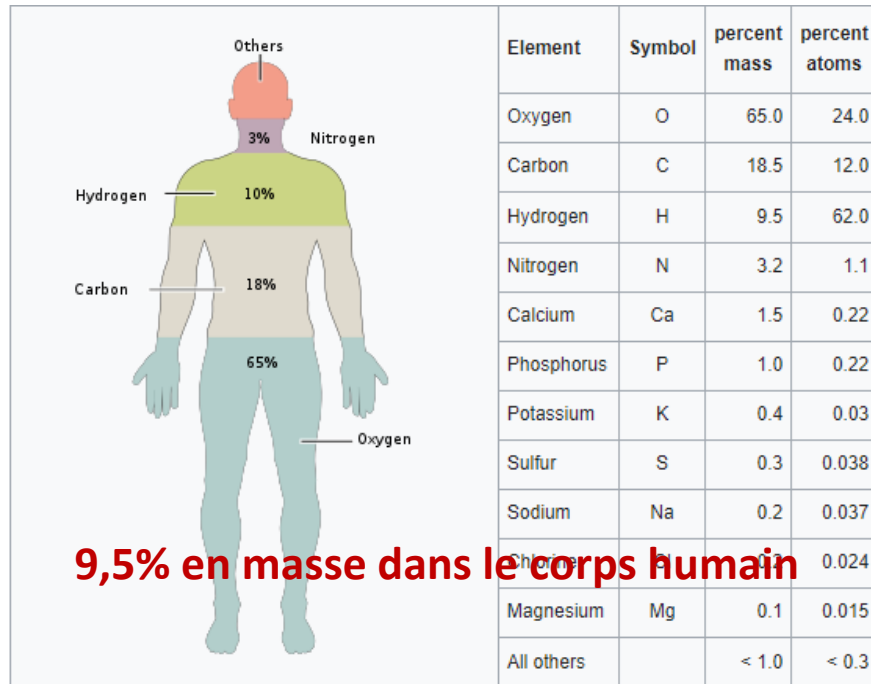 Others
3% Nitrogen
Hydrogen 10%
Carbon 18%
65%
Oxygen
Element Symbol percent mass percent atoms
Oxygen O 65.0 24.0
Carbon C 18.5 12.0
Hydrogen H 9.5 62.0
Nitrogen N 3.2 1.1
Calcium Ca 1.5 0.22
Phosphorus P 1.0 0.22
Potassium K 0.4 0.03
Sulfur S 0.3 0.038
Sodium Na 0.2 0.037
9,5% en masse dans le corps humain
Chlorine Cl 0.2 0.024
Magnesium Mg 0.1 0.015
All others < 1.0 < 0.3